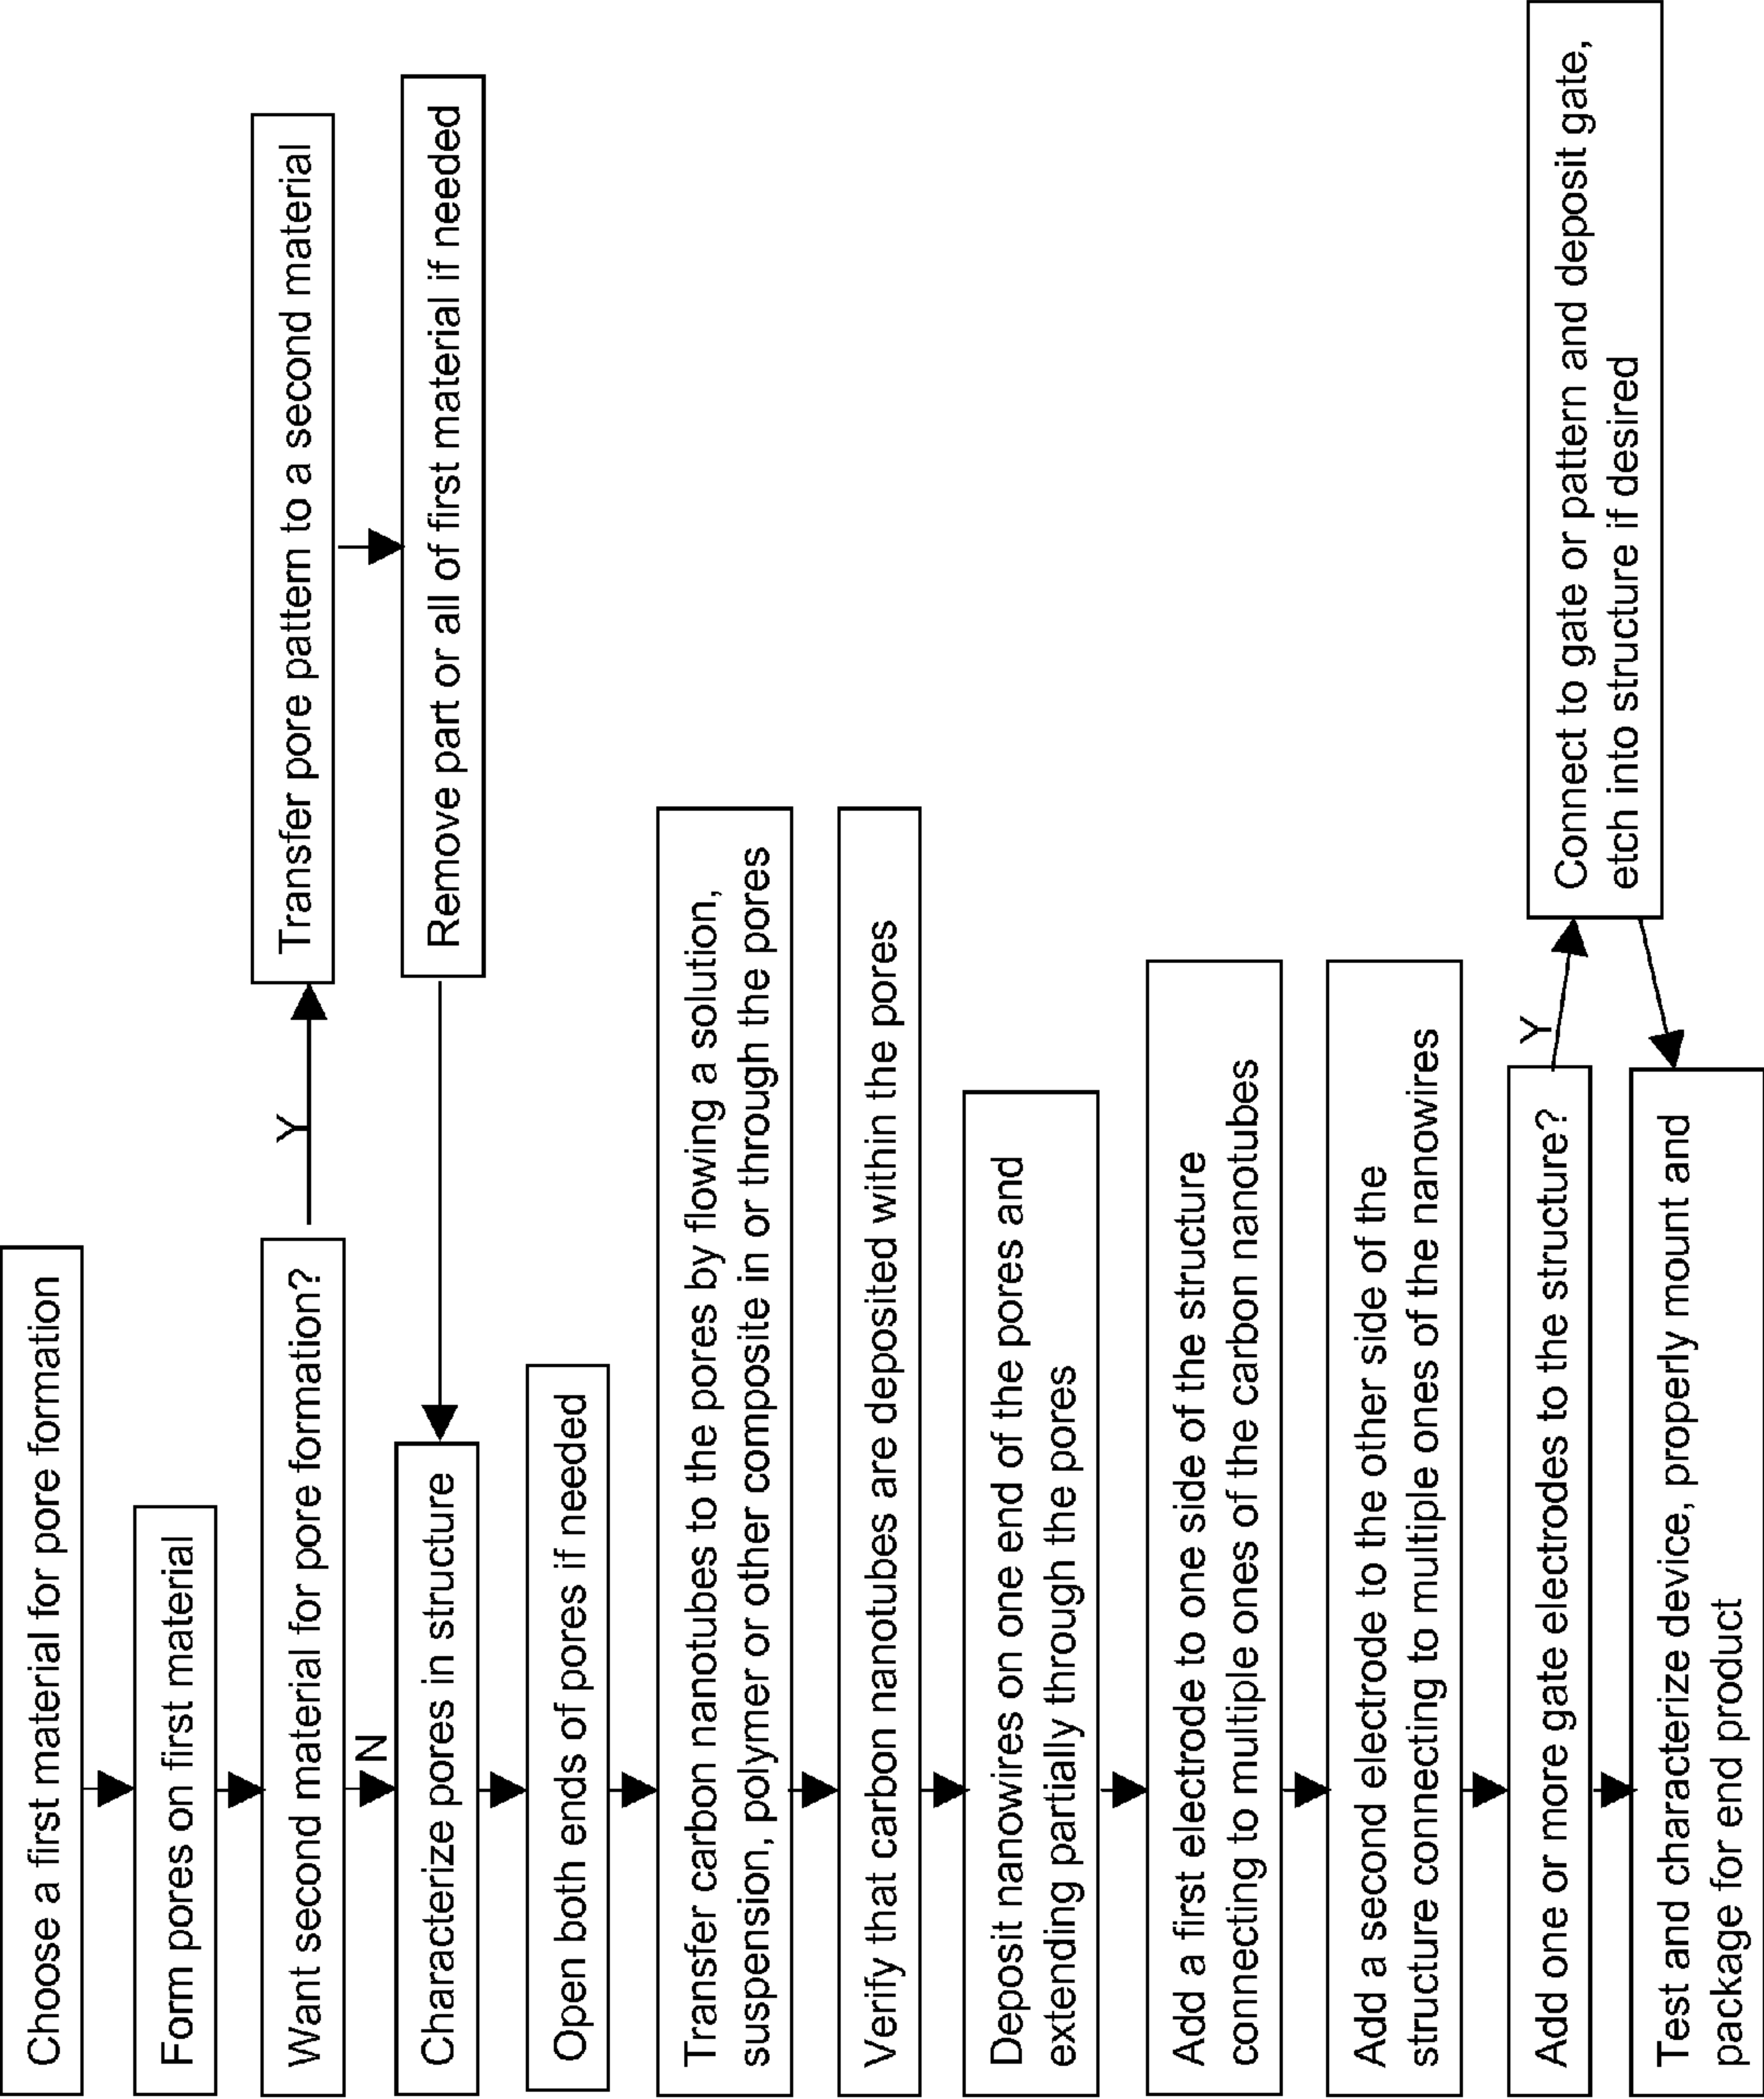 Choose a first material for pore formation
Form pores on first material
Want second material for pore formation?
Y
Transfer pore pattern to a second material
Remove part or all of first material if needed
N
Characterize pores in structure
Open both ends of pores if needed
Transfer carbon nanotubes to the pores by flowing a solution,
suspension, polymer or other composite in or through the pores
Verify that carbon nanotubes are deposited within the pores
Deposit nanowires on one end of the pores and
extending partially through the pores
Add a first electrode to one side of the structure
connecting to multiple ones of the carbon nanotubes
Add a second electrode to the other side of the
structure connecting to multiple ones of the nanowires
Add one or more gate electrodes to the structure?
Y
Connect to gate or pattern and deposit gate,
etch into structure if desired
Test and characterize device, properly mount and
package for end product